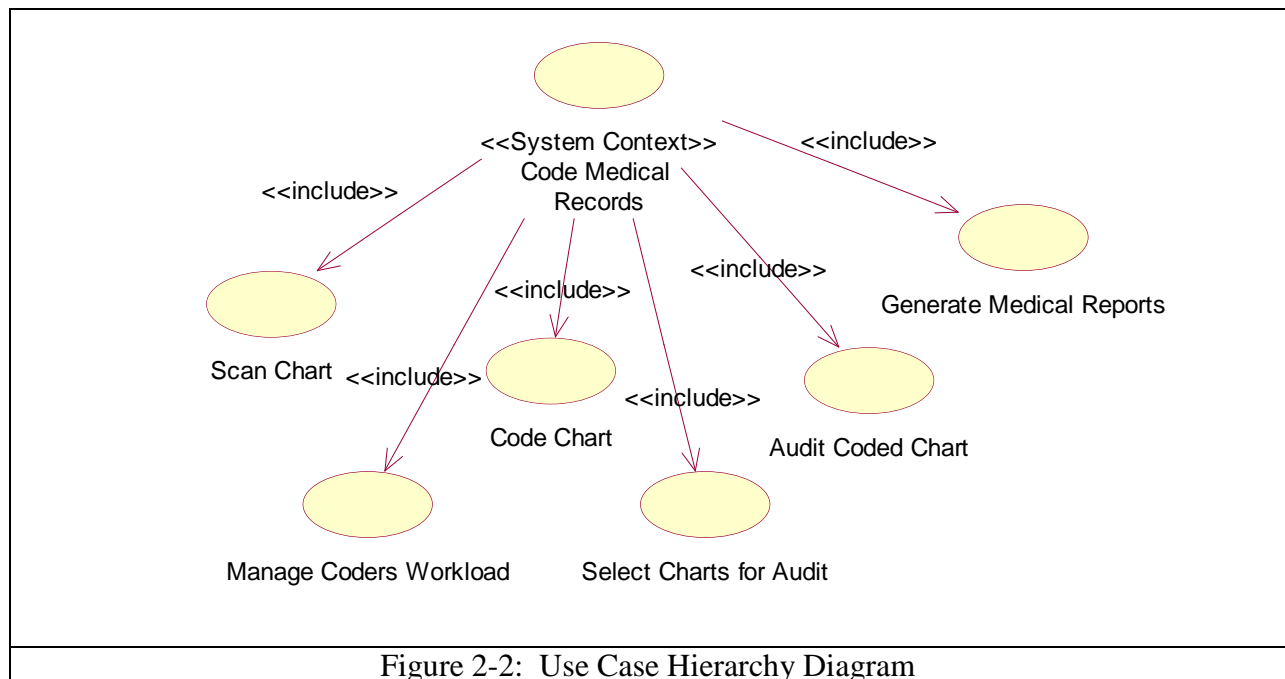 <<System Context>>
Code Medical
Records
<<include>>
<<include>>
Scan Chart
<<include>>
<<include>>
Generate Medical Reports
<<include>>
<<include>>
Code Chart
Audit Coded Chart
Manage Coders Workload
Select Charts for Audit
Figure 2-2: Use Case Hierarchy Diagram